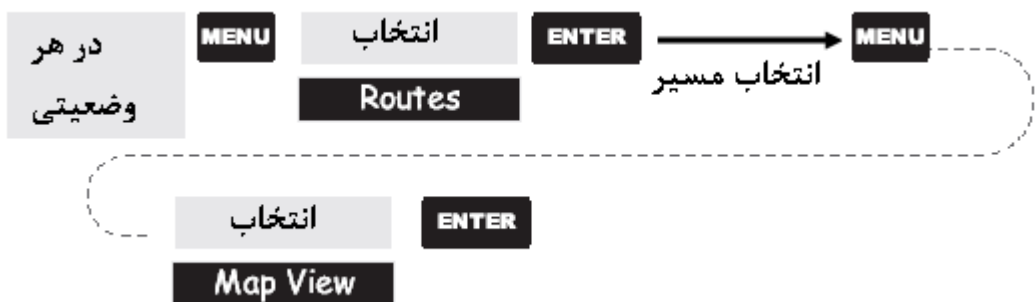 در هر
وضعیتی
MENU
انتخاب
Routes
ENTER
انتخاب مسیر
MENU
انتخاب
Map View
ENTER